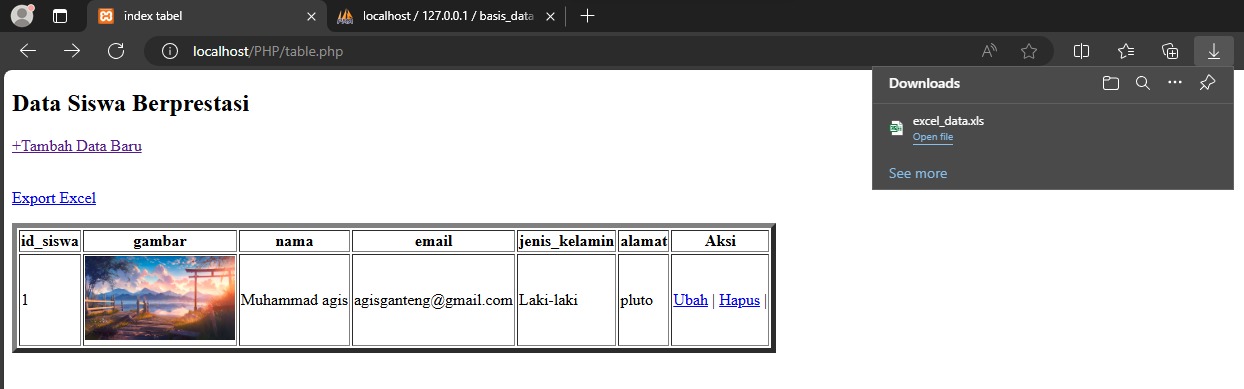 index tabel
localhost / 127.0.0.1 / basis_data
localhost/PHP/table.php
Downloads
excel_data.xls
Open file
See more
Data Siswa Berprestasi
+Tambah Data Baru
Export Excel
id_siswa gambar nama email jenis_kelamin alamat Aksi
1 Muhammad agis agisganteng@gmail.com Laki-laki pluto Ubah | Hapus |